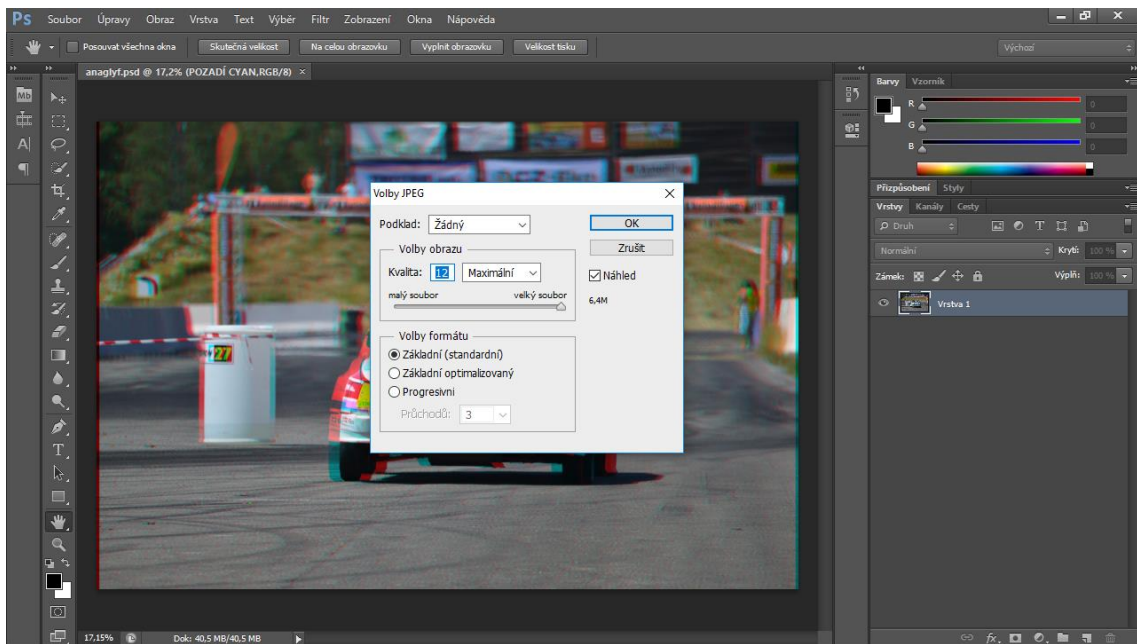 Ps Soubor Úpravy Obraz Vrstva Text Výběr Filtr Zobrazení Okna Nápověda
Posouvat všechna okna Skutečná velikost Na celou obrazovku Vyplnit obrazovku Velikost tisku Výchozí
anaglyf.psd @ 17,2% (POZADÍ CYAN,RGB/8) ×
Mb
Barvy Vzorník
R 0
G 0
B 0
Přizpůsobení Styly
Vrstvy Kanály Cesty
Druh
Normální Krytí: 100 %
Zámek: Výplň: 100 %
Vrstva 1
Volby JPEG
Podklad: Žádný
OK
Zrušit
Náhled
6,4M
Volby obrazu
Kvalita: 12 Maximální
malý soubor velký soubor
Volby formátu
Základní (standardní)
Základní optimalizovaný
Progresivni
Průchodů: 3
27
17,15% Dok: 40,5 MB/40,5 MB